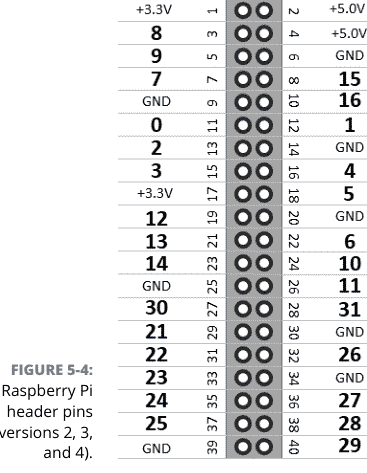 +3.3V 1 2 +5.0V
8 3 4 +5.0V
9 5 6 GND
7 7 8 15
GND 9 10 16
0 11 12 1
2 13 14 GND
3 15 16 4
+3.3V 17 18 5
12 19 20 GND
13 21 22 6
14 23 24 10
GND 25 26 11
30 27 28 31
21 29 30 GND
22 31 32 26
23 33 34 GND
24 35 36 27
25 37 38 28
GND 39 40 29
FIGURE 5-4:
Raspberry Pi
header pins
versions 2, 3,
and 4).